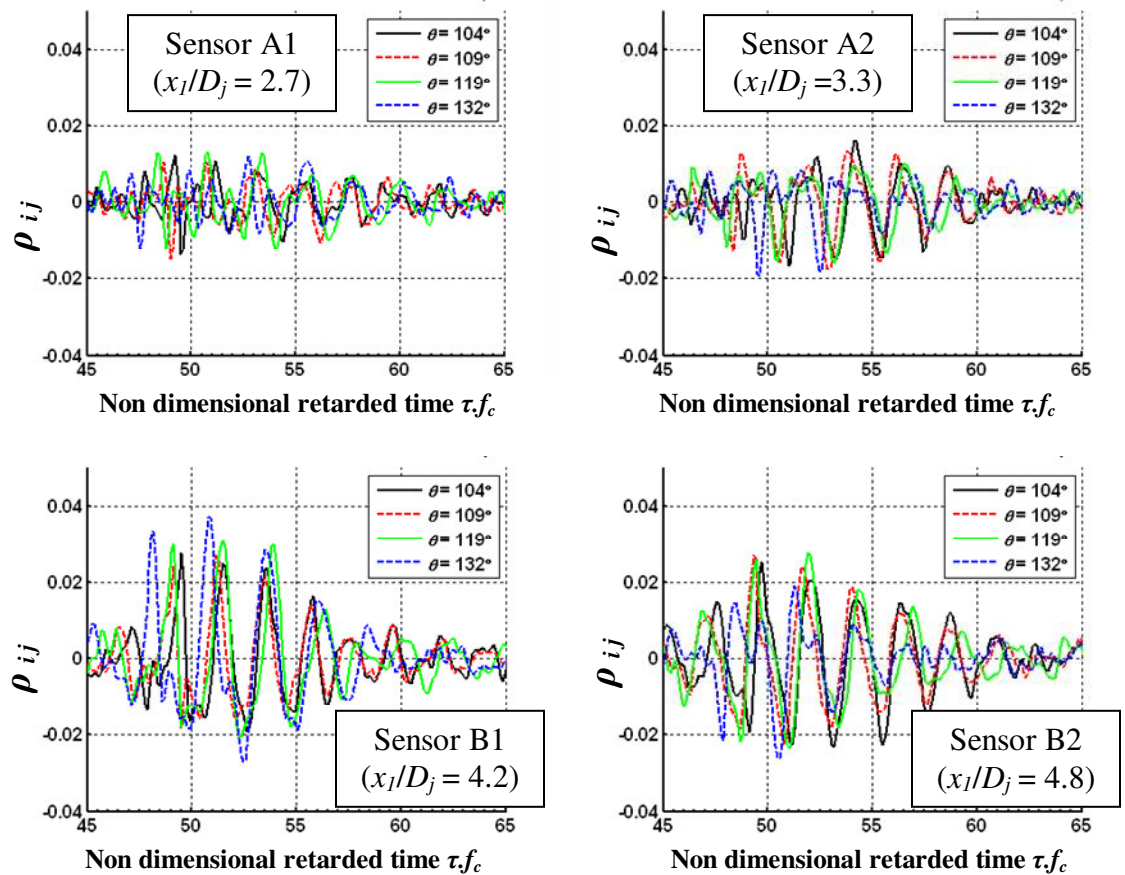 Sensor A1
(x₁/Dⱼ = 2.7)
θ= 104°
θ= 109°
θ= 119°
θ= 132°
0.04
0.02
0
-0.02
-0.04
ρ ij
45 50 55 60 65
Non dimensional retarded time τ.f_c
Sensor A2
(x₁/Dⱼ =3.3)
θ= 104°
θ= 109°
θ= 119°
θ= 132°
0.04
0.02
0
-0.02
-0.04
ρ ij
45 50 55 60 65
Non dimensional retarded time τ.f_c
θ= 104°
θ= 109°
θ= 119°
θ= 132°
0.04
0.02
0
-0.02
-0.04
ρ ij
Sensor B1
(x₁/Dⱼ = 4.2)
45 50 55 60 65
Non dimensional retarded time τ.f_c
θ= 104°
θ= 109°
θ= 119°
θ= 132°
0.04
0.02
0
-0.02
-0.04
ρ ij
Sensor B2
(x₁/Dⱼ = 4.8)
45 50 55 60 65
Non dimensional retarded time τ.f_c